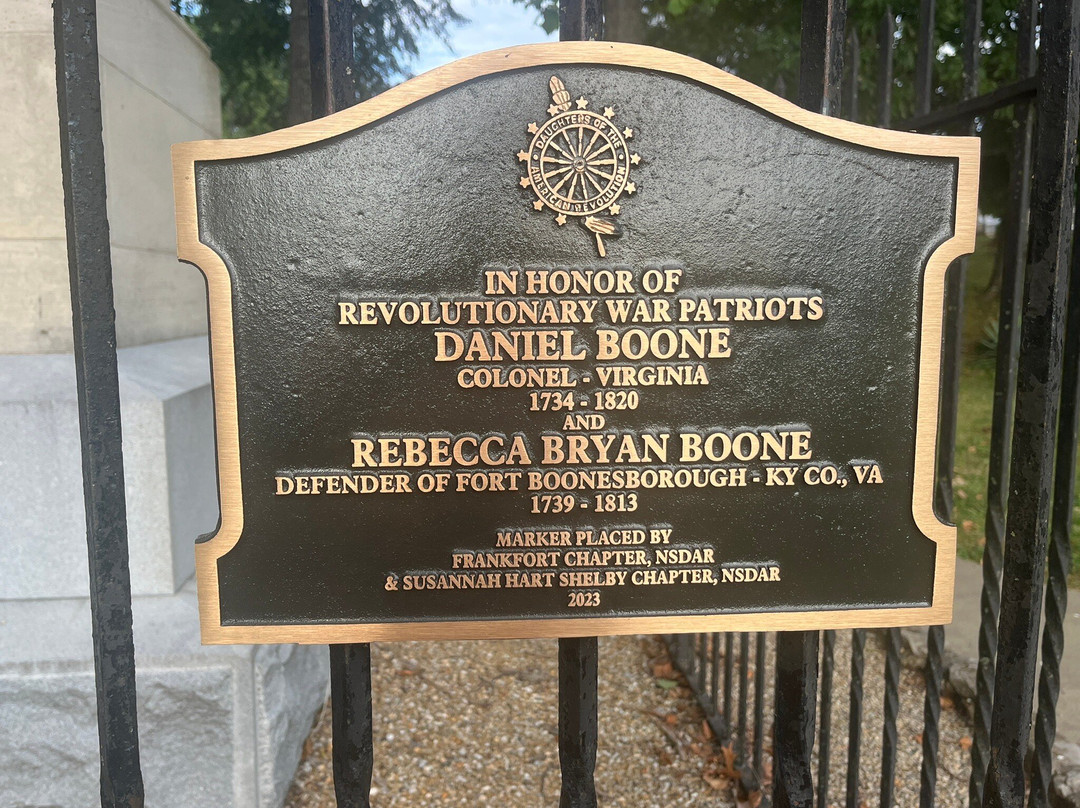 DAUGHTERS OF THE
AMERICAN REVOLUTION
IN HONOR OF
REVOLUTIONARY WAR PATRIOTS
DANIEL BOONE
COLONEL - VIRGINIA
1734 - 1820
AND
REBECCA BRYAN BOONE
DEFENDER OF FORT BOONESBOROUGH - KY CO., VA
1739 - 1813
MARKER PLACED BY
FRANKFORT CHAPTER, NSDAR
& SUSANNAH HART SHELBY CHAPTER, NSDAR
2023